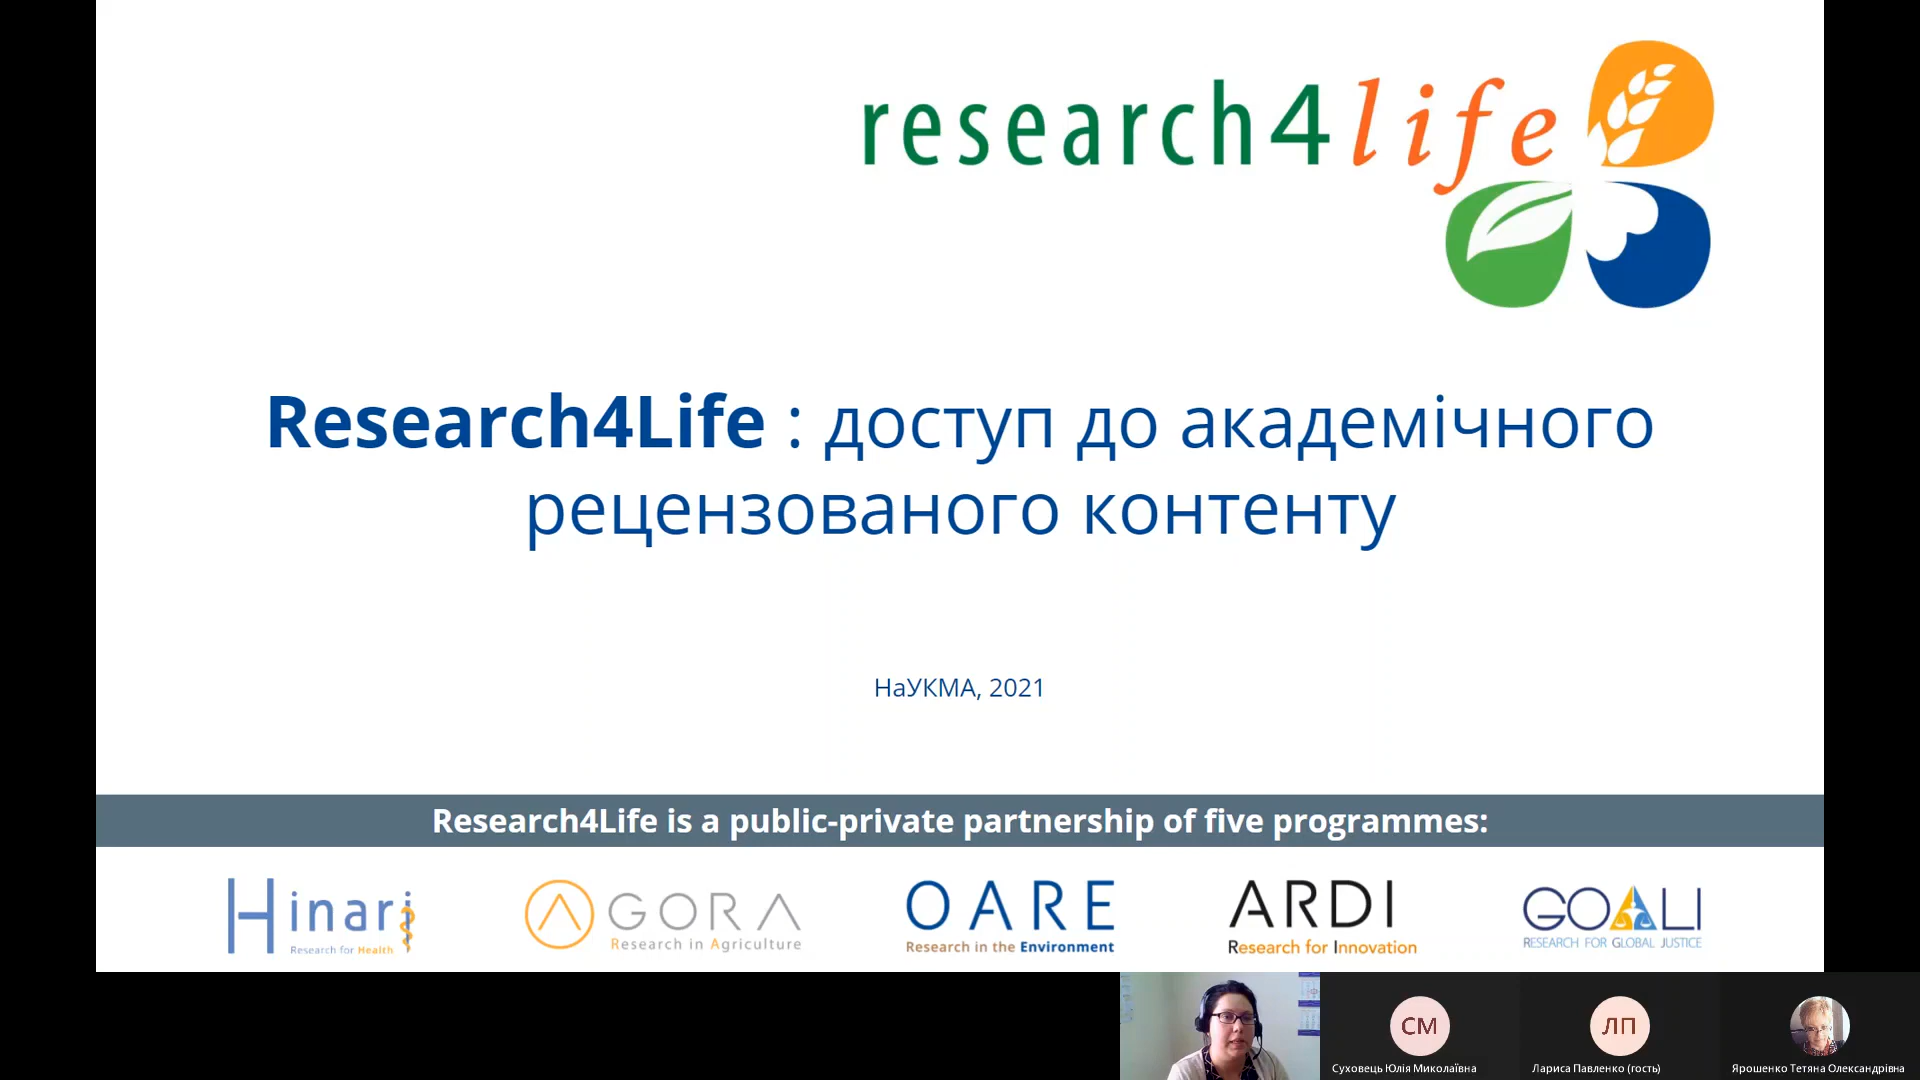 research4life
Research4Life : доступ до академічного
рецензованого контенту
НаУКМА, 2021
Research4Life is a public-private partnership of five programmes:
Hinari
Research for Health
AGORA
Research in Agriculture
OARE
Research in the Environment
ARDI
Research for Innovation
GOALI
RESEARCH FOR GLOBAL JUSTICE
СМ
ЛП
Суховець Юлія Миколаївна
Лариса Павленко (гость)
Ярошенко Тетяна Олександрівна